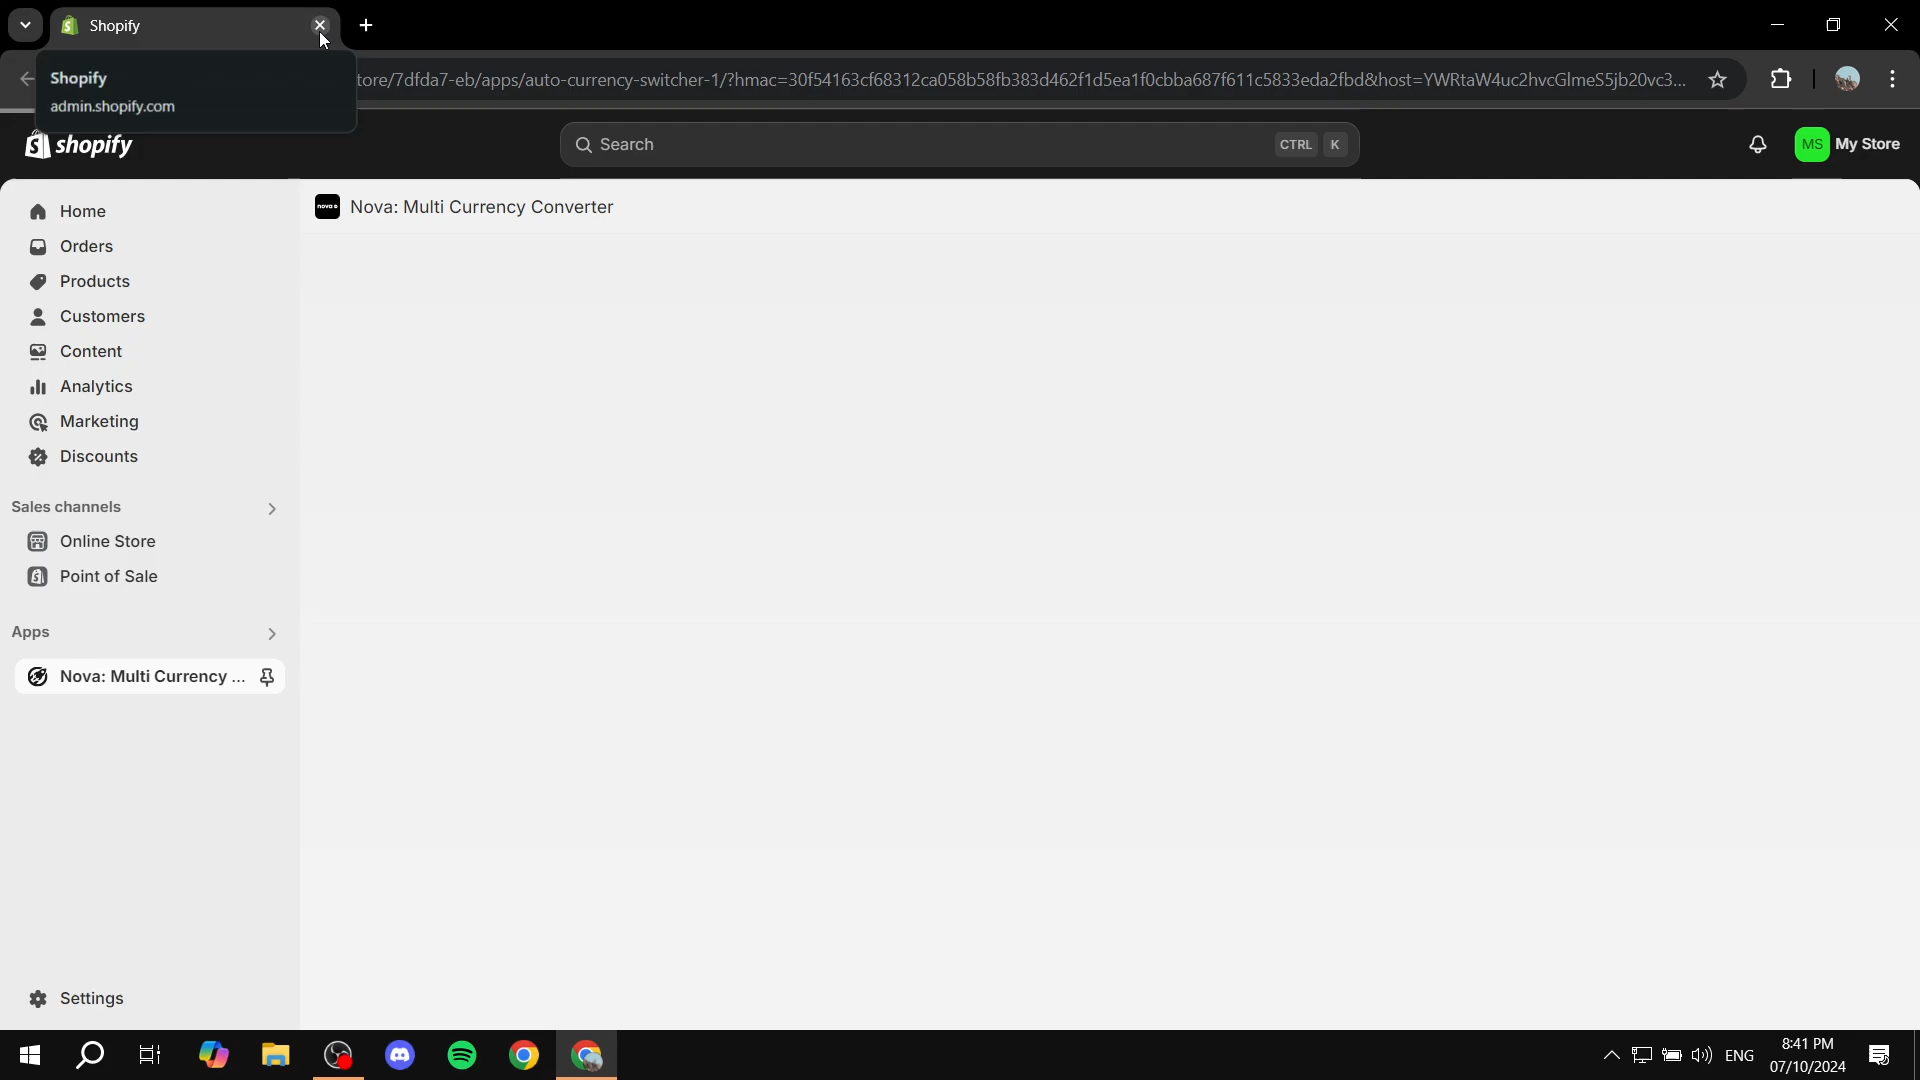 Shopify
Shopify
admin.shopify.com
tore/7dfda7-eb/apps/auto-currency-switcher-1/?hmac=30f54163cf68312ca058b58fb383d462f1d5ea1f0cbba687f611c5833eda2fbd&host=YWRtaW4uc2hvcGlmeS5jb20vc3...
shopify
Search
CTRL K
MS My Store
Home
Orders
Products
Customers
Content
Analytics
Marketing
Discounts
Sales channels
Online Store
Point of Sale
Apps
Nova: Multi Currency ...
Settings
Nova: Multi Currency Converter
ENG
8:41 PM
07/10/2024